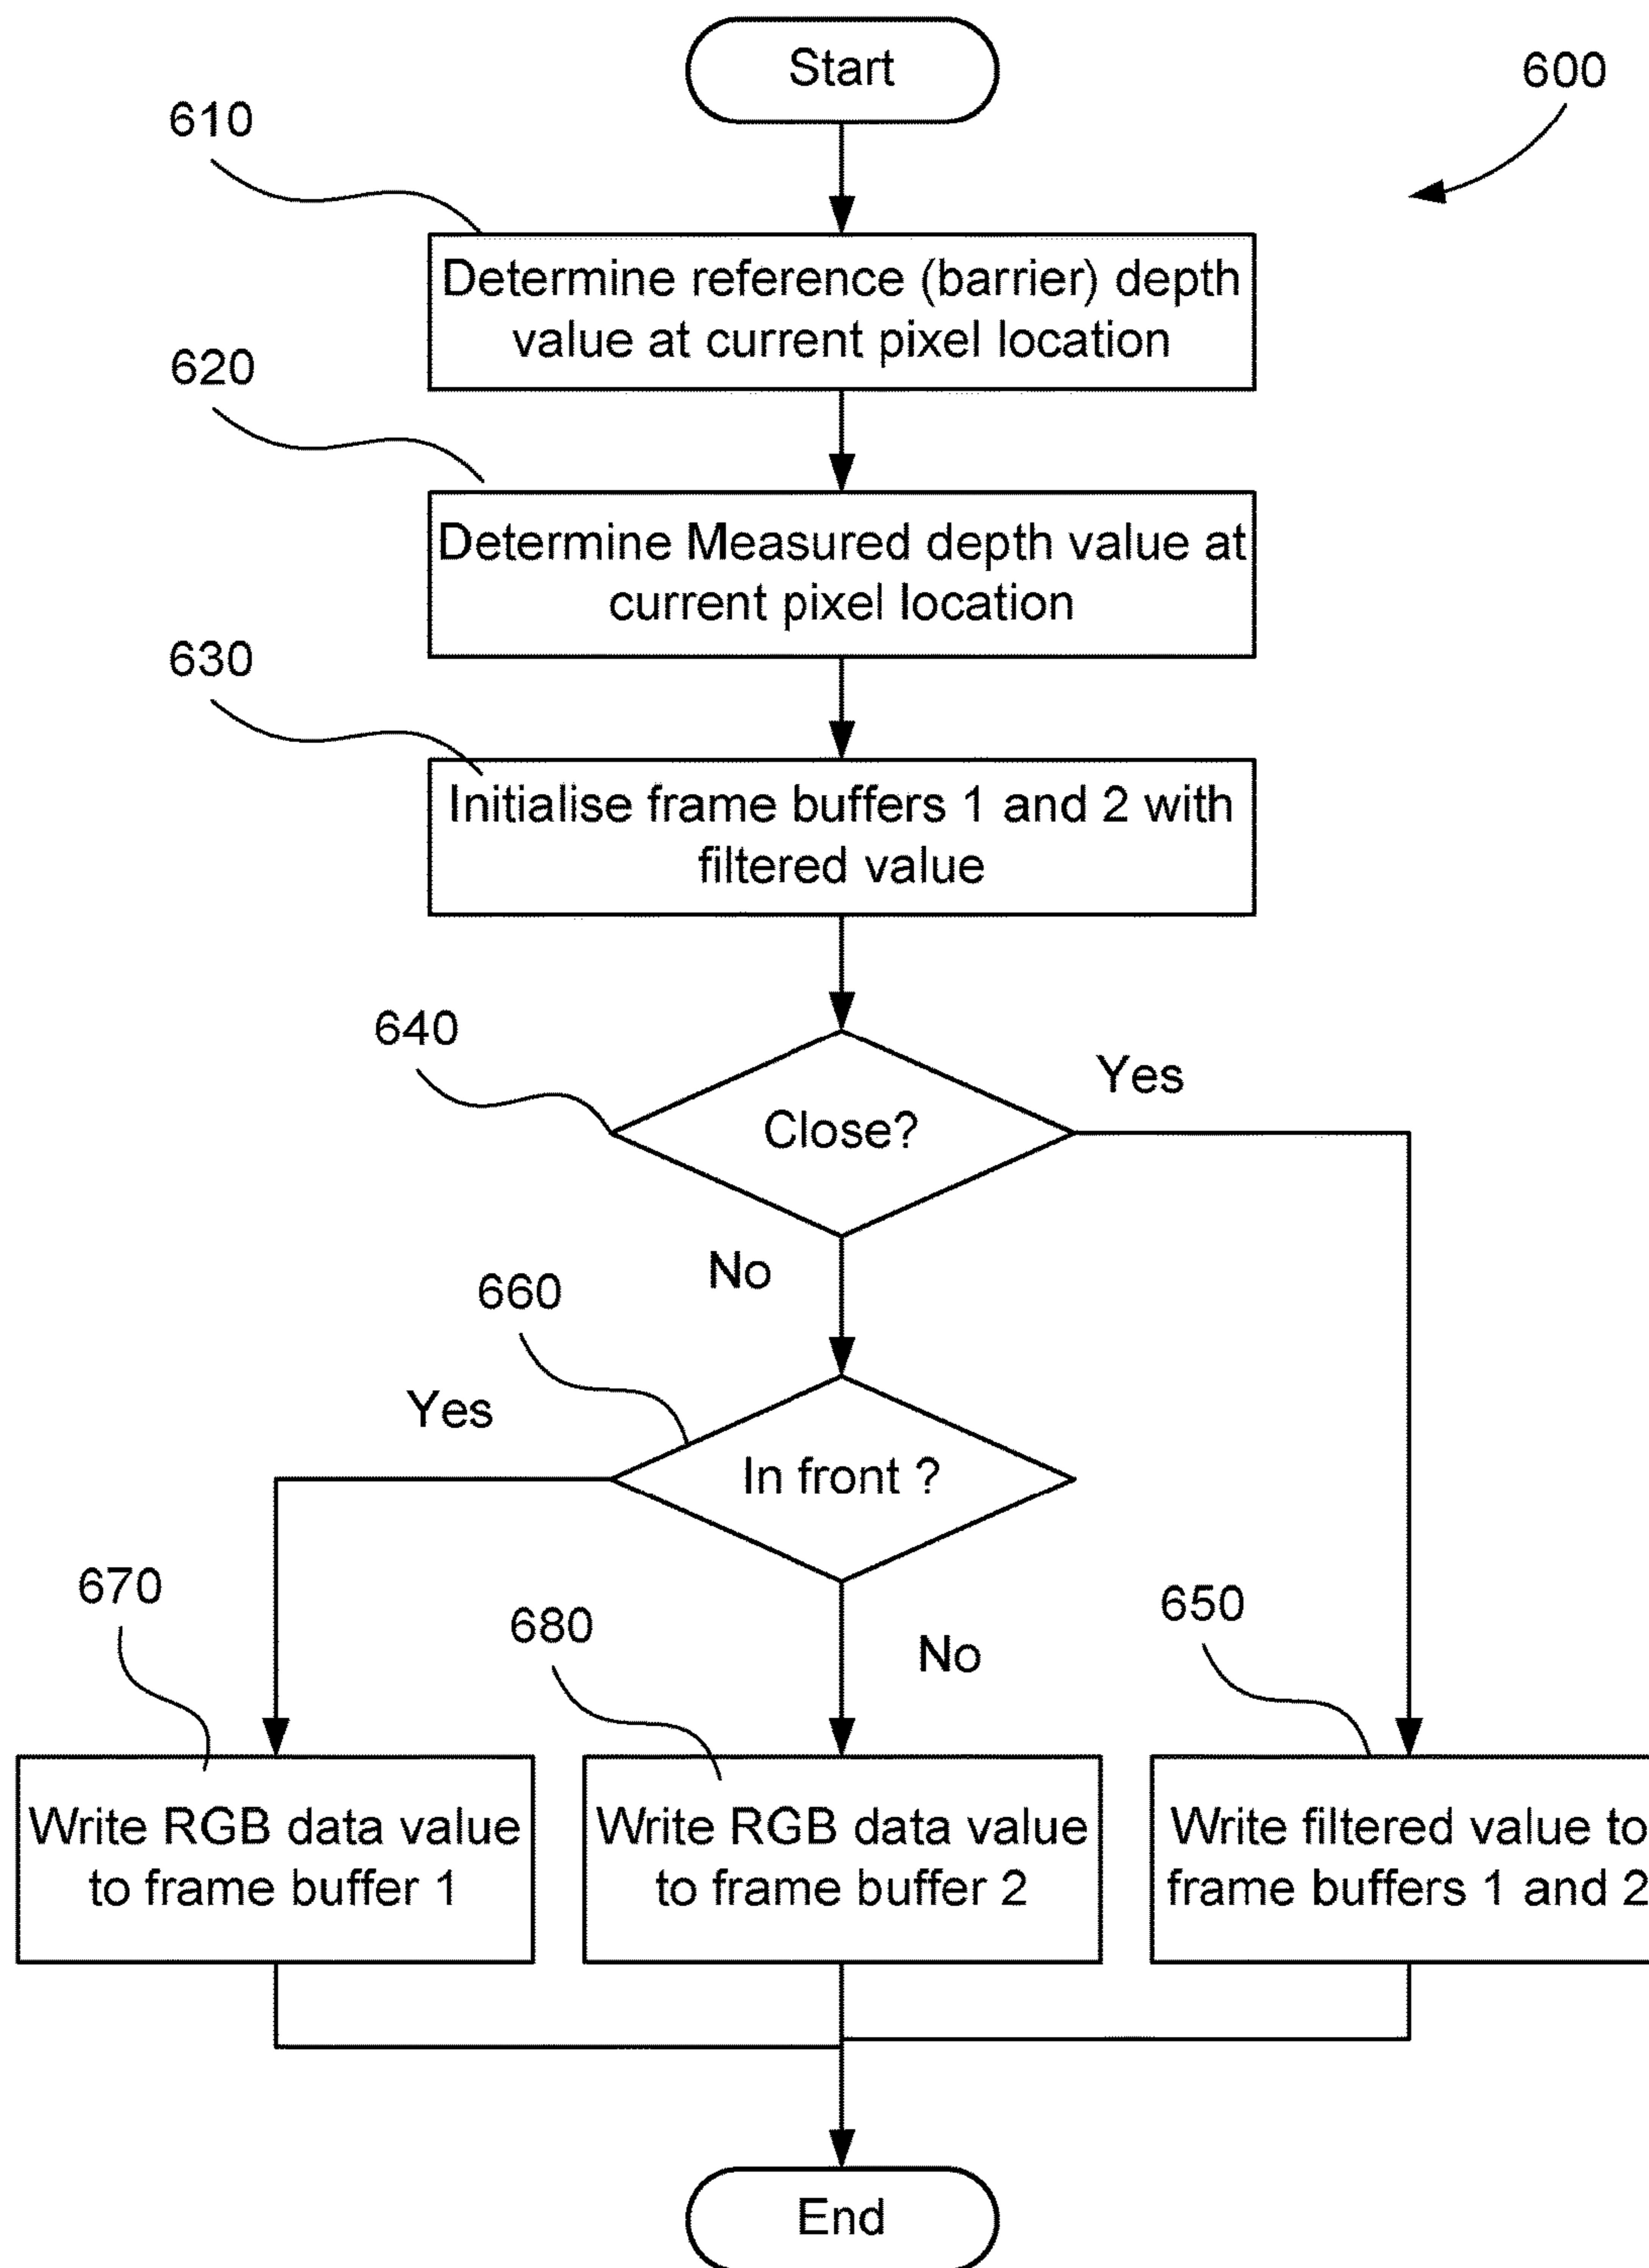 Start
600
610
Determine reference (barrier) depth
value at current pixel location
620
Determine Measured depth value at
current pixel location
630
Initialise frame buffers 1 and 2 with
filtered value
640
Close?
Yes
No
660
Yes
In front ?
670
680
No
650
Write RGB data value
to frame buffer 1
Write RGB data value
to frame buffer 2
Write filtered value to
frame buffers 1 and 2
End